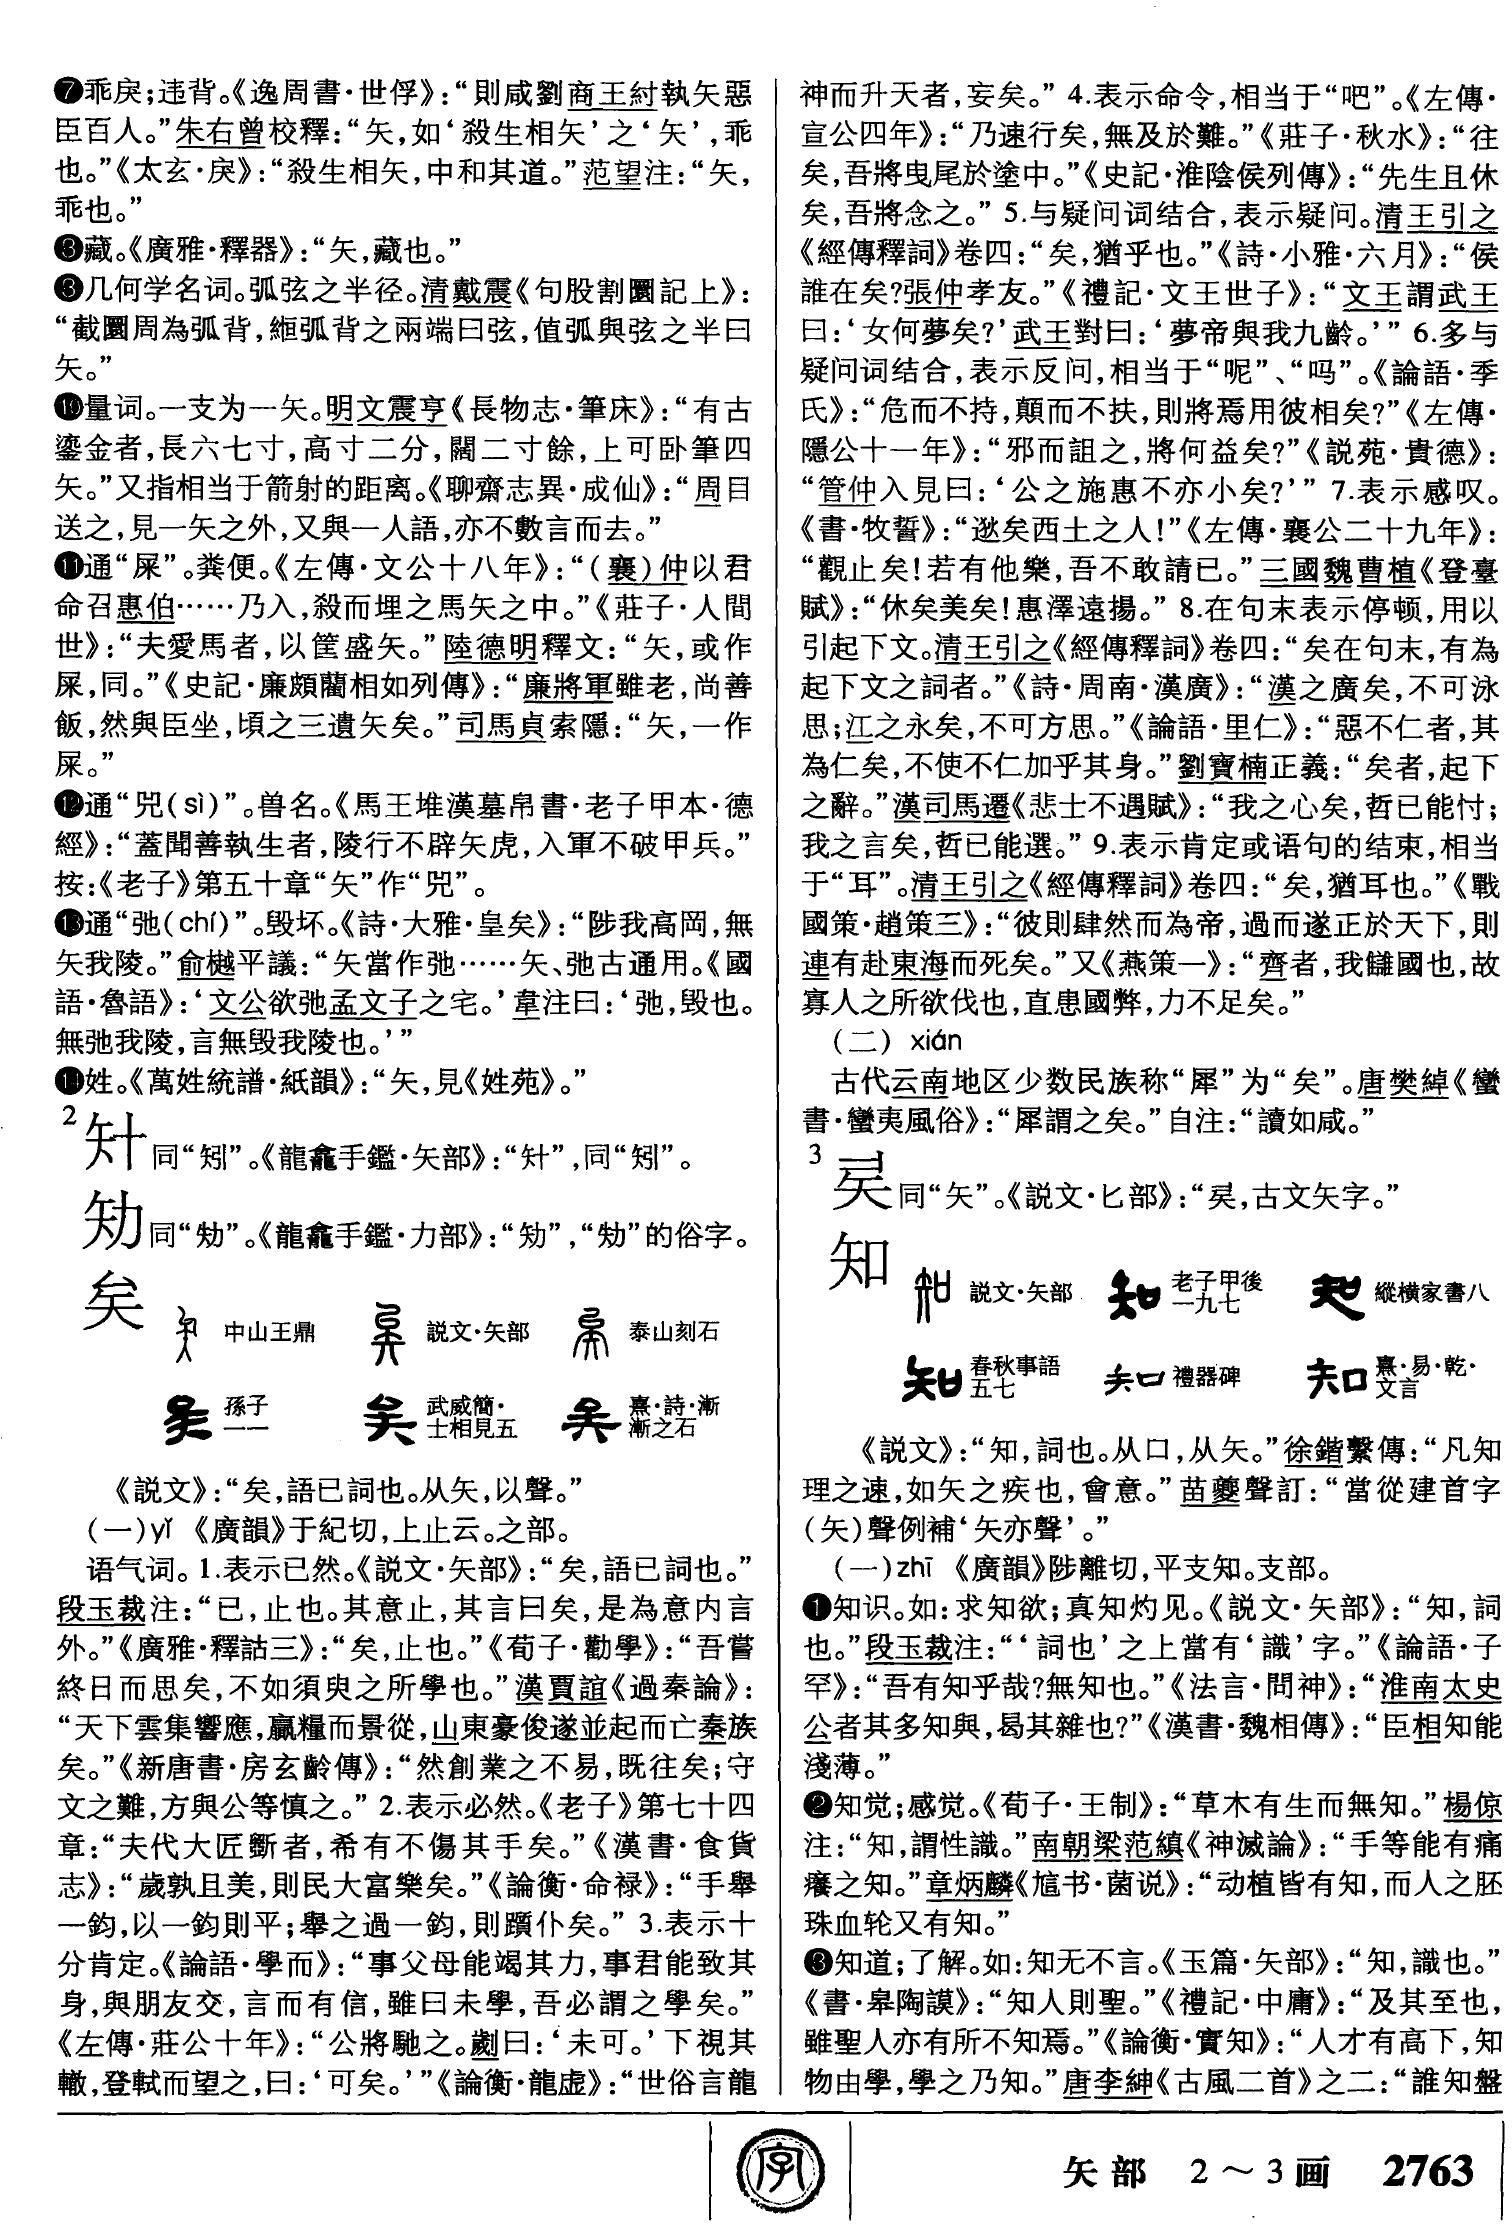 ❼乖戾;违背。《逸周書·世俘》:“則咸劉商王紂執矢惡
臣百人。”朱右曾校釋:“矢,如‘殺生相矢’之‘矢’,乖
也。”《太玄·戾》:“殺生相矢,中和其道。”范望注:“矢,
乖也。”
❽藏。《廣雅·釋器》:“矢,藏也。”
❾几何学名词。弧弦之半径。清戴震《句股割圜記上》:
“截圜周為弧背,緪弧背之兩端曰弦,值弧與弦之半曰
矢。”
❿量词。一支为一矢。明文震亨《長物志·筆床》:“有古
鎏金者,長六七寸,高寸二分,闊二寸餘,上可卧筆四
矢。”又指相当于箭射的距离。《聊齋志異·成仙》:“周目
送之,見一矢之外,又與一人語,亦不數言而去。”
⓫通“屎”。粪便。《左傳·文公十八年》:“(襄)仲以君
命召惠伯……乃入,殺而埋之馬矢之中。”《莊子·人間
世》:“夫愛馬者,以筐盛矢。”陸德明釋文:“矢,或作
屎,同。”《史記·廉頗藺相如列傳》:“廉將軍雖老,尚善
飯,然與臣坐,頃之三遺矢矣。”司馬貞索隱:“矢,一作
屎。”
⓬通“兕(sì)”。兽名。《馬王堆漢墓帛書·老子甲本·德
經》:“蓋聞善執生者,陵行不辟矢虎,入軍不破甲兵。”
按:《老子》第五十章“矢”作“兕”。
⓭通“弛(chí)”。毁坏。《詩·大雅·皇矣》:“陟我高岡,無
矢我陵。”俞樾平議:“矢當作弛……矢、弛古通用。《國
語·魯語》:‘文公欲弛孟文子之宅。’韋注曰:‘弛,毁也。
無弛我陵,言無毁我陵也。’”
⓮姓。《萬姓統譜·紙韻》:“矢,見《姓苑》。”
2
𥎦同“矧”。《龍龕手鑑·矢部》:“𥎦”,同“矧”。
㔟同“勄”。《龍龕手鑑·力部》:
矣
中山王鼎 説文·矢部 泰山刻石
孫子一一 武威簡·士相見五 熹·詩·漸漸之石
《説文》:“矣,語已詞也。从矢,以聲。”
(一)yǐ 《廣韻》于紀切,上止云。之部。
语气词。1.表示已然。《説文·矢部》:“矣,語已詞也。”
段玉裁注:“已,止也。其意止,其言曰矣,是為意内言
外。”《廣雅·釋詁三》:“矣,止也。”《荀子·勸學》:“吾嘗
終日而思矣,不如須臾之所學也。”漢賈誼《過秦論》:
“天下雲集響應,贏糧而景從,山東豪俊遂並起而亡秦族
矣。”《新唐書·房玄齡傳》:“然創業之不易,既往矣;守
文之難,方與公等慎之。” 2.表示必然。《老子》第七十四
章:“夫代大匠斲者,希有不傷其手矣。”《漢書·食貨
志》:“歲孰且美,則民大富樂矣。”《論衡·命禄》:“手舉
一鈞,以一鈞則平;舉之過一鈞,則躓仆矣。” 3.表示十
分肯定。《論語·學而》:“事父母能竭其力,事君能致其
身,與朋友交,言而有信,雖曰未學,吾必謂之學矣。”
《左傳·莊公十年》:“公將馳之。劌曰:‘未可。’下視其
轍,登軾而望之,曰:‘可矣。’”《論衡·龍虚》:“世俗言龍
神而升天者,妄矣。” 4.表示命令,相当于“吧”。《左傳·
宣公四年》:“乃速行矣,無及於難。”《莊子·秋水》:“往
矣,吾將曳尾於塗中。”《史記·淮陰侯列傳》:“先生且休
矣,吾將念之。” 5.与疑问词结合,表示疑问。清王引之
《經傳釋詞》卷四:“矣,猶乎也。”《詩·小雅·六月》:“侯
誰在矣?張仲孝友。”《禮記·文王世子》:“文王謂武王
曰:‘女何夢矣?’武王對曰:‘夢帝與我九齡。’” 6.多与
疑问词结合,表示反问,相当于“呢”、“吗”。《論語·季
氏》:“危而不持,顛而不扶,則將焉用彼相矣?”《左傳·
隱公十一年》:“邪而詛之,將何益矣?”《説苑·貴德》:
“管仲入見曰:‘公之施惠不亦小矣?’” 7.表示感叹。
《書·牧誓》:“逖矣西土之人!”《左傳·襄公二十九年》:
“觀止矣!若有他樂,吾不敢請已。”三國魏曹植《登臺
賦》:“休矣美矣!惠澤遠揚。” 8.在句末表示停顿,用以
引起下文。清王引之《經傳釋詞》卷四:“矣在句末,有為
起下文之詞者。”《詩·周南·漢廣》:“漢之廣矣,不可泳
思;江之永矣,不可方思。”《論語·里仁》:“惡不仁者,其
為仁矣,不使不仁加乎其身。”劉寶楠正義:“矣者,起下
之辭。”漢司馬遷《悲士不遇賦》:“我之心矣,哲已能忖;
我之言矣,哲已能選。” 9.表示肯定或语句的结束,相当
于“耳”。清王引之《經傳釋詞》卷四:“矣,猶耳也。”《戰
國策·趙策三》:“彼則肆然而為帝,過而遂正於天下,則
連有赴東海而死矣。”又《燕策一》:“齊者,我讎國也,故
寡人之所欲伐也,直患國弊,力不足矣。”
(二) xián
古代云南地区少数民族称“犀”为“矣”。唐樊綽《蠻
書·蠻夷風俗》:“犀謂之矣。”自注:“讀如咸。”
3
𠤕同“矢”。《説文·匕部》:“𠤕,古文矢字。”
知
説文·矢部 老子甲後一九七 縱横家書八
春秋事語五七 禮器碑 熹·易·乾·文言
《説文》:“知,詞也。从口,从矢。”徐鍇繫傳:“凡知
理之速,如矢之疾也,會意。”苗夔聲訂:“當從建首字
(矢)聲例補‘矢亦聲’。”
(一)zhī 《廣韻》陟離切,平支知。支部。
❶知识。如:求知欲;真知灼见。《説文·矢部》:“知,詞
也。”段玉裁注:“‘詞也’之上當有‘識’字。”《論語·子
罕》:“吾有知乎哉?無知也。”《法言·問神》:“淮南太史
公者其多知與,曷其雜也?”《漢書·魏相傳》:“臣相知能
淺薄。”
❷知觉;感觉。《荀子·王制》:“草木有生而無知。”楊倞
注:“知,謂性識。”南朝梁范縝《神滅論》:“手等能有痛
癢之知。”章炳麟《訄书·菌说》:“动植皆有知,而人之胚
珠血轮又有知。”
❸知道;了解。如:知无不言。《玉篇·矢部》:“知,識也。”
《書·皋陶謨》:“知人則聖。”《禮記·中庸》:“及其至也,
雖聖人亦有所不知焉。”《論衡·實知》:“人才有高下,知
物由學,學之乃知。”唐李紳《古風二首》之二:“誰知盤
字
矢部 2～3画 2763